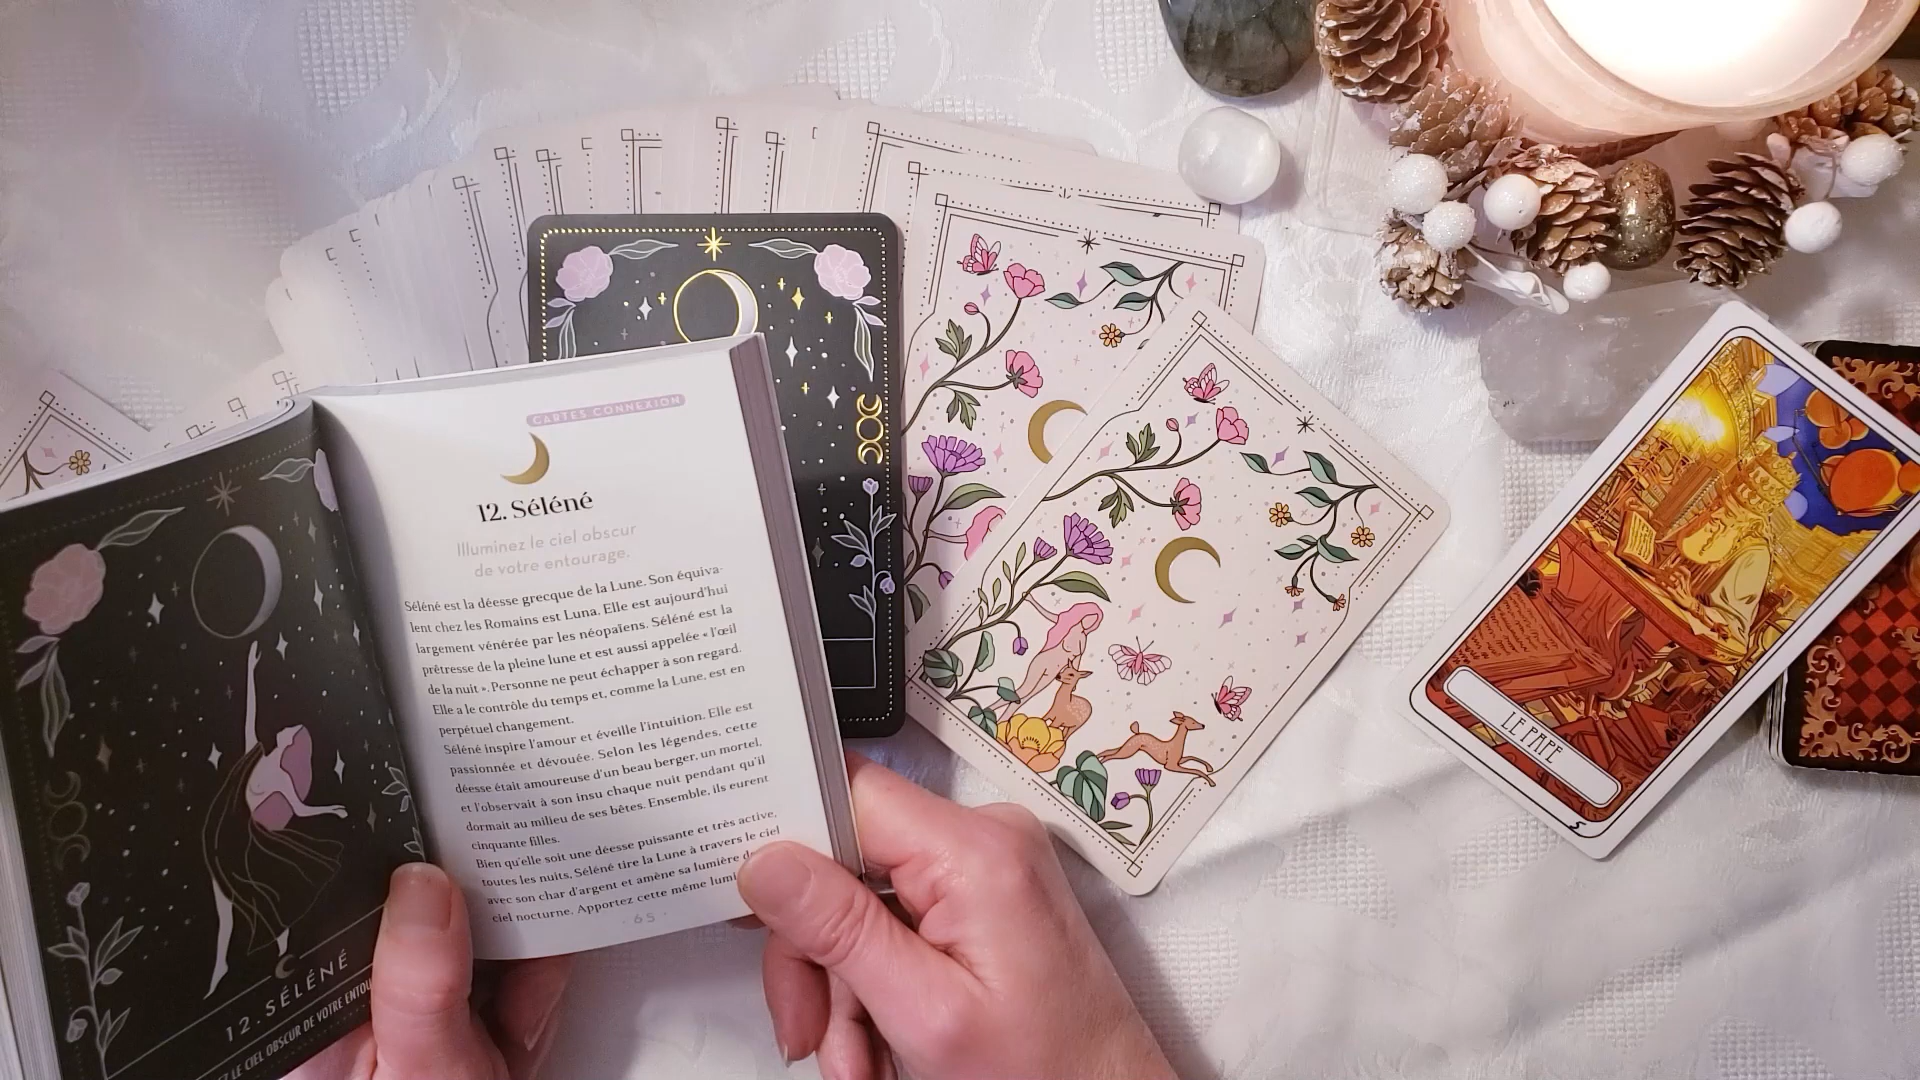 CARTES CONNEXION
12. Séléné
Illuminez le ciel obscur
de votre entourage.
Séléné est la déesse grecque de la Lune. Son équiva-
lent chez les Romains est Luna. Elle est aujourd'hui
largement vénérée par les néopaïens. Séléné est la
prêtresse de la pleine lune et est aussi appelée « l'œil
de la nuit ». Personne ne peut échapper à son regard.
Elle a le contrôle du temps et, comme la Lune, est en
perpétuel changement.
Séléné inspire l'amour et éveille l'intuition. Elle est
passionnée et dévouée. Selon les légendes, cette
déesse était amoureuse d'un beau berger, un mortel,
et l'observait à son insu chaque nuit pendant qu'il
dormait au milieu de ses bêtes. Ensemble, ils eurent
cinquante filles.
Bien qu'elle soit une déesse puissante et très active,
toutes les nuits, Séléné tire la Lune à travers le ciel
avec son char d'argent et amène sa lumière
ciel nocturne. Apportez cette même
- 65 -
12. SÉLÉNÉ
LE CIEL OBSCUR DE VOTRE
LE PAPE
5